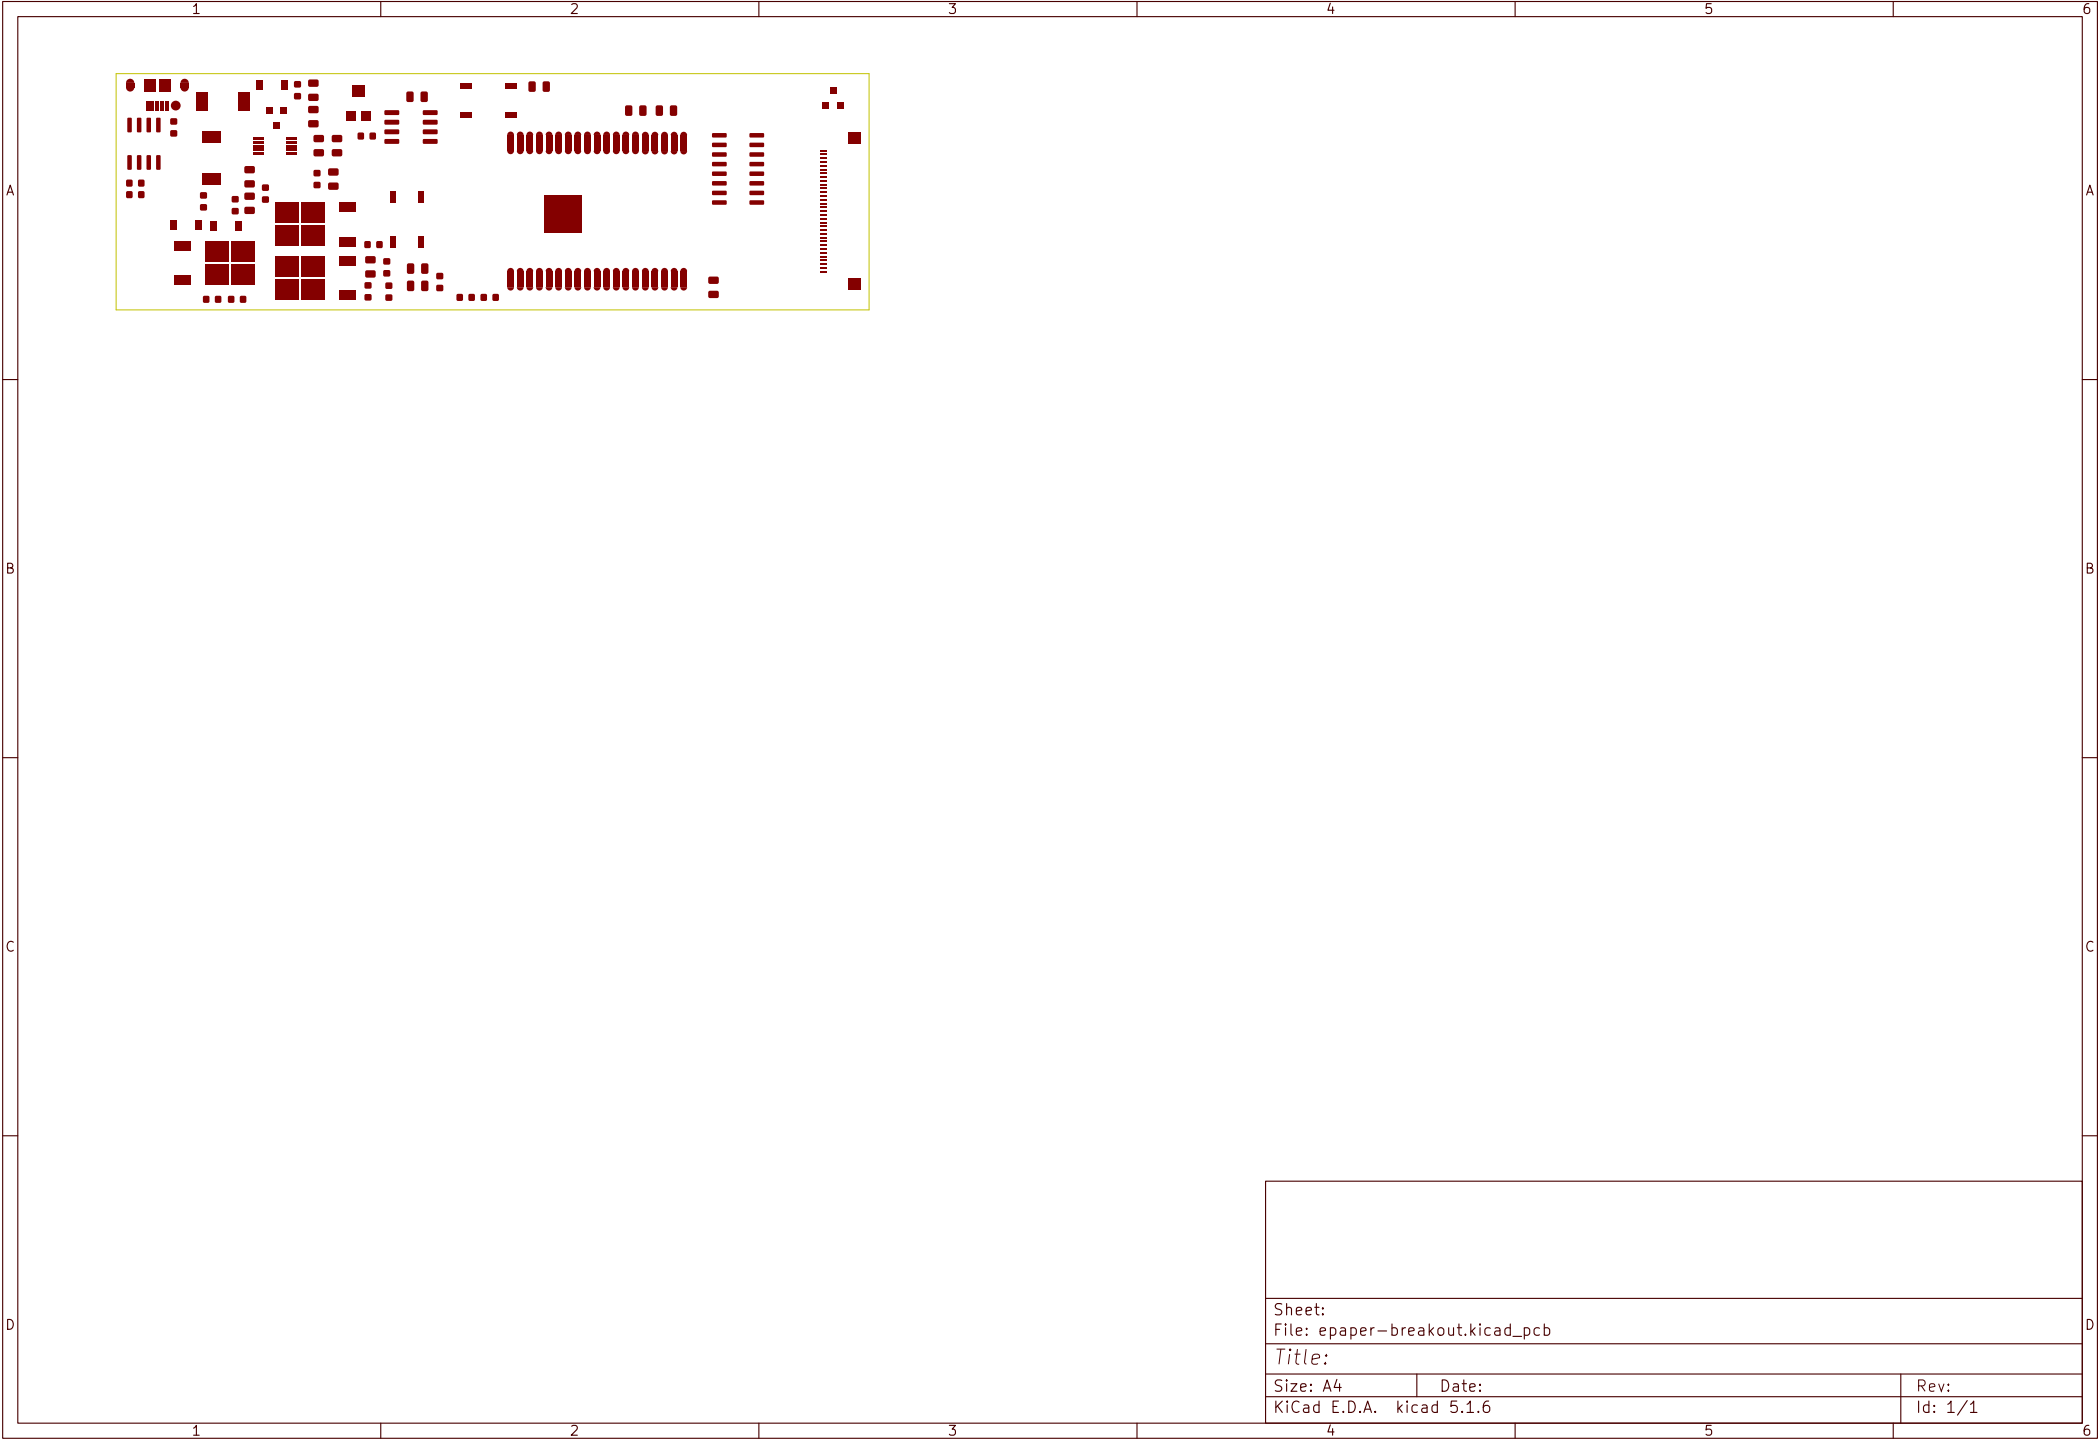 1 2 3 4 5 6
A A
B B
C C
Sheet:
File: epaper-breakout.kicad_pcb
D D
Title:
Size: A4 Date: Rev:
KiCad E.D.A. kicad 5.1.6 Id: 1/1
1 2 3 4 5 6